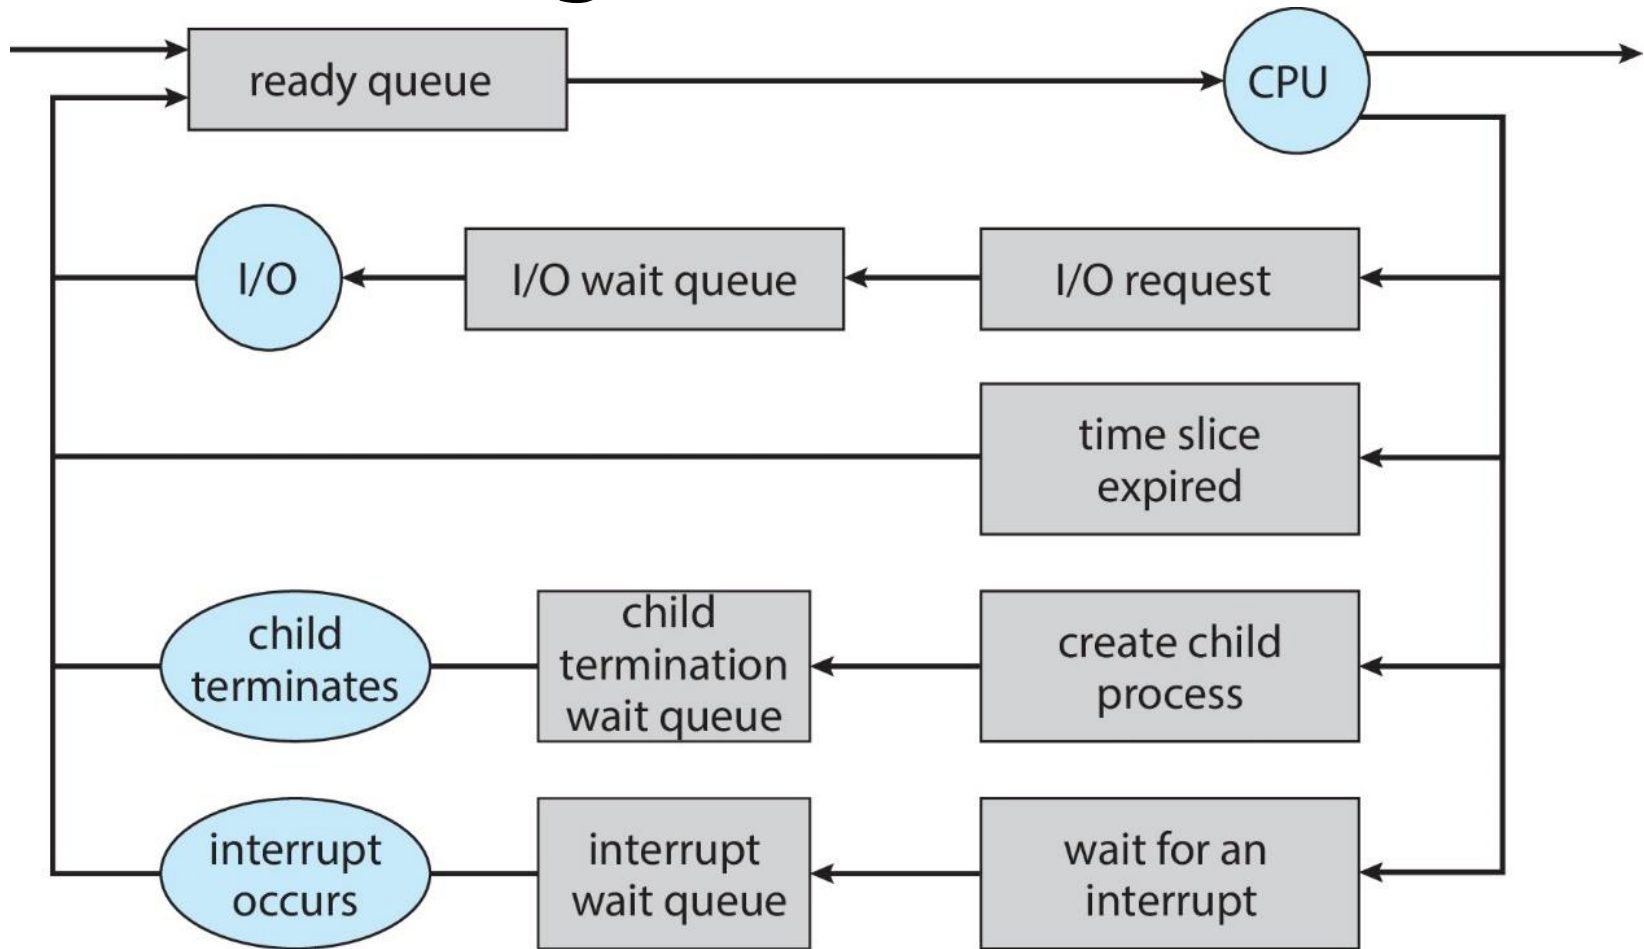 ready queue
CPU
I/O
I/O wait queue
I/O request
time slice
expired
child
terminates
child
termination
wait queue
create child
process
interrupt
occurs
interrupt
wait queue
wait for an
interrupt